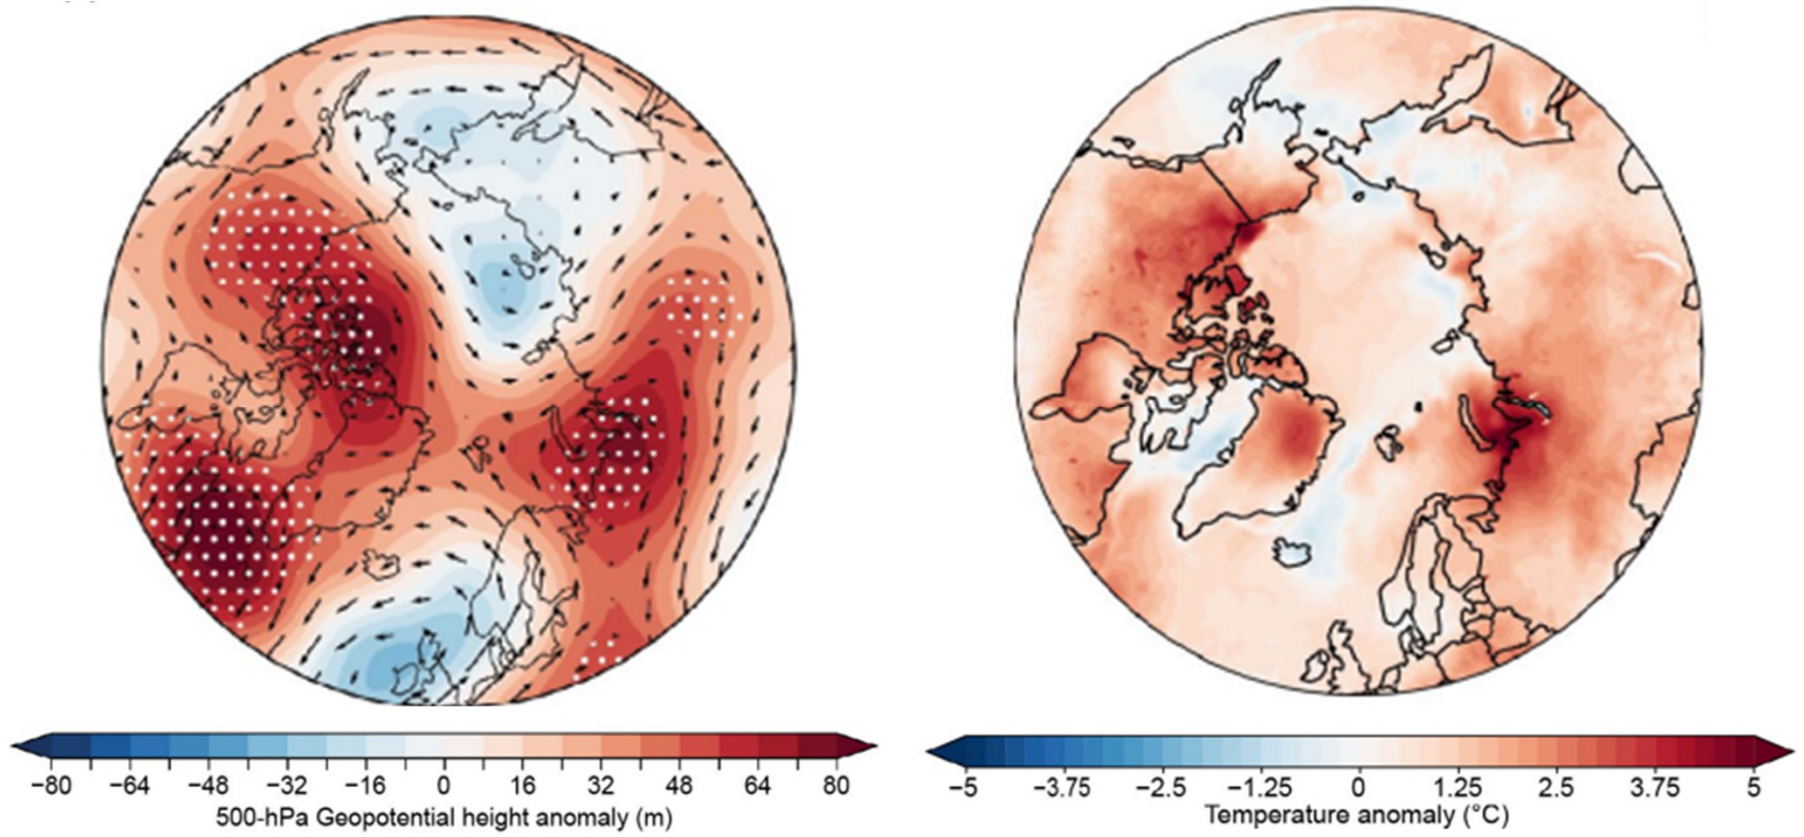 −80 −64 −48 −32 −16 0 16 32 48 64 80
500-hPa Geopotential height anomaly (m)
−5 −3.75 −2.5 −1.25 0 1.25 2.5 3.75 5
Temperature anomaly (°C)